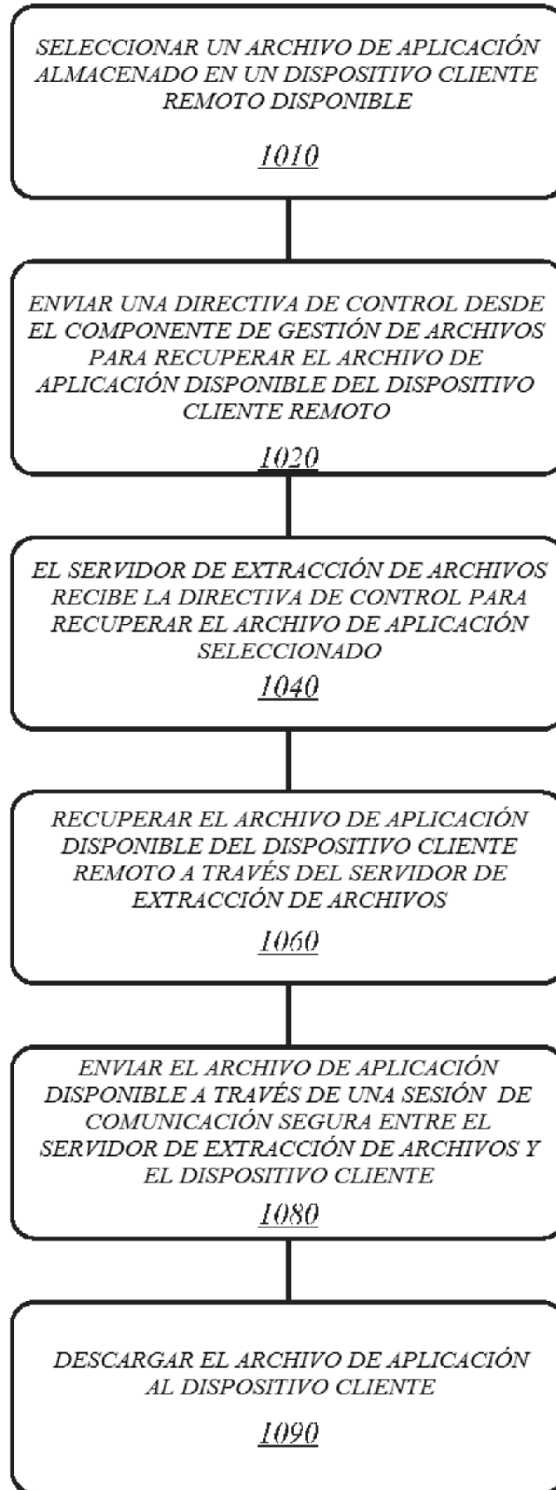 SELECCIONAR UN ARCHIVO DE APLICACIÓN
ALMACENADO EN UN DISPOSITIVO CLIENTE
REMOTO DISPONIBLE
1010
ENVIAR UNA DIRECTIVA DE CONTROL DESDE
EL COMPONENTE DE GESTIÓN DE ARCHIVOS
PARA RECUPERAR EL ARCHIVO DE
APLICACIÓN DISPONIBLE DEL DISPOSITIVO
CLIENTE REMOTO
1020
EL SERVIDOR DE EXTRACCIÓN DE ARCHIVOS
RECIBE LA DIRECTIVA DE CONTROL PARA
RECUPERAR EL ARCHIVO DE APLICACIÓN
SELECCIONADO
1040
RECUPERAR EL ARCHIVO DE APLICACIÓN
DISPONIBLE DEL DISPOSITIVO CLIENTE
REMOTO A TRAVÉS DEL SERVIDOR DE
EXTRACCIÓN DE ARCHIVOS
1060
ENVIAR EL ARCHIVO DE APLICACIÓN
DISPONIBLE A TRAVÉS DE UNA SESIÓN DE
COMUNICACIÓN SEGURA ENTRE EL
SERVIDOR DE EXTRACCIÓN DE ARCHIVOS Y
EL DISPOSITIVO CLIENTE
1080
DESCARGAR EL ARCHIVO DE APLICACIÓN
AL DISPOSITIVO CLIENTE
1090